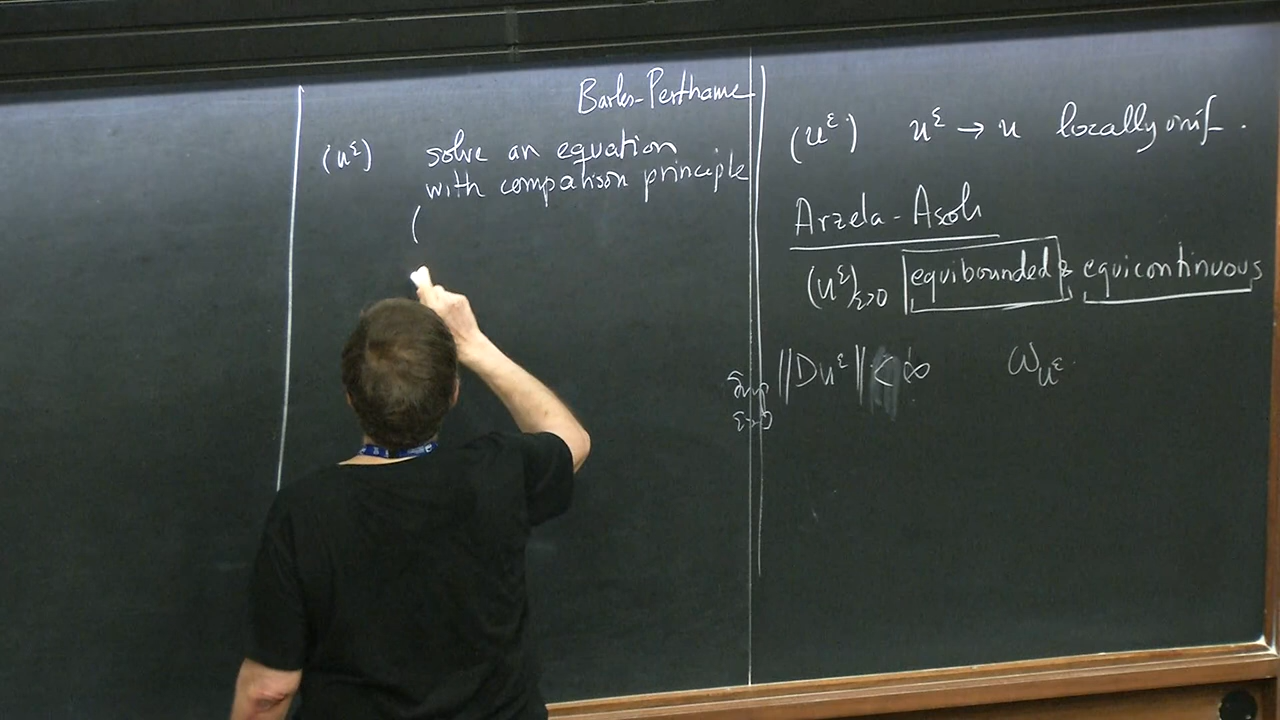 Barles-Perthame
(u^ε) solve an equation
with comparison principle
(
(u^ε) u^ε → u locally unif.
Arzela-Ascoli
(u^ε)_{ε>0} equibounded & equicontinuous
sup_{ε>0} ||Du^ε|| < ∞ ω_{u^ε}